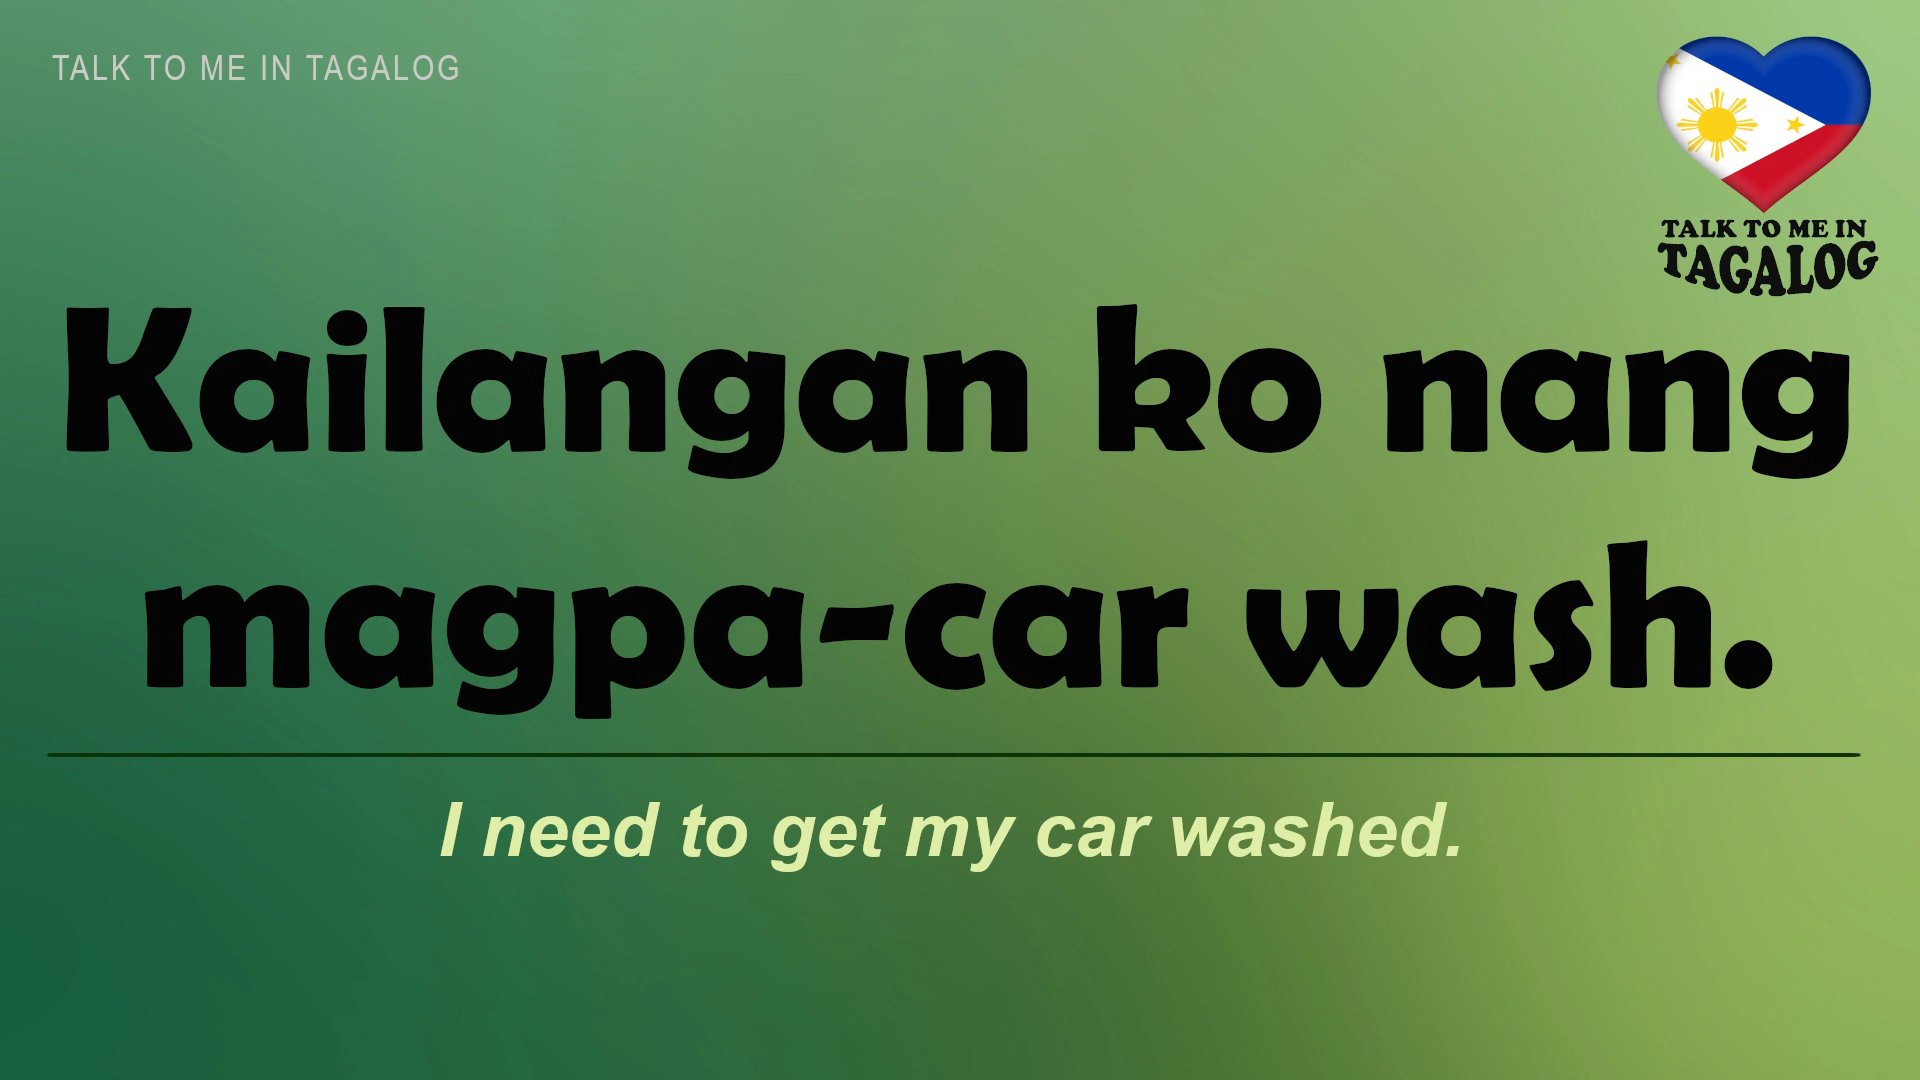 TALK TO ME IN TAGALOG
TALK TO ME IN
TAGALOG
Kailangan ko nang
magpa-car wash.
I need to get my car washed.